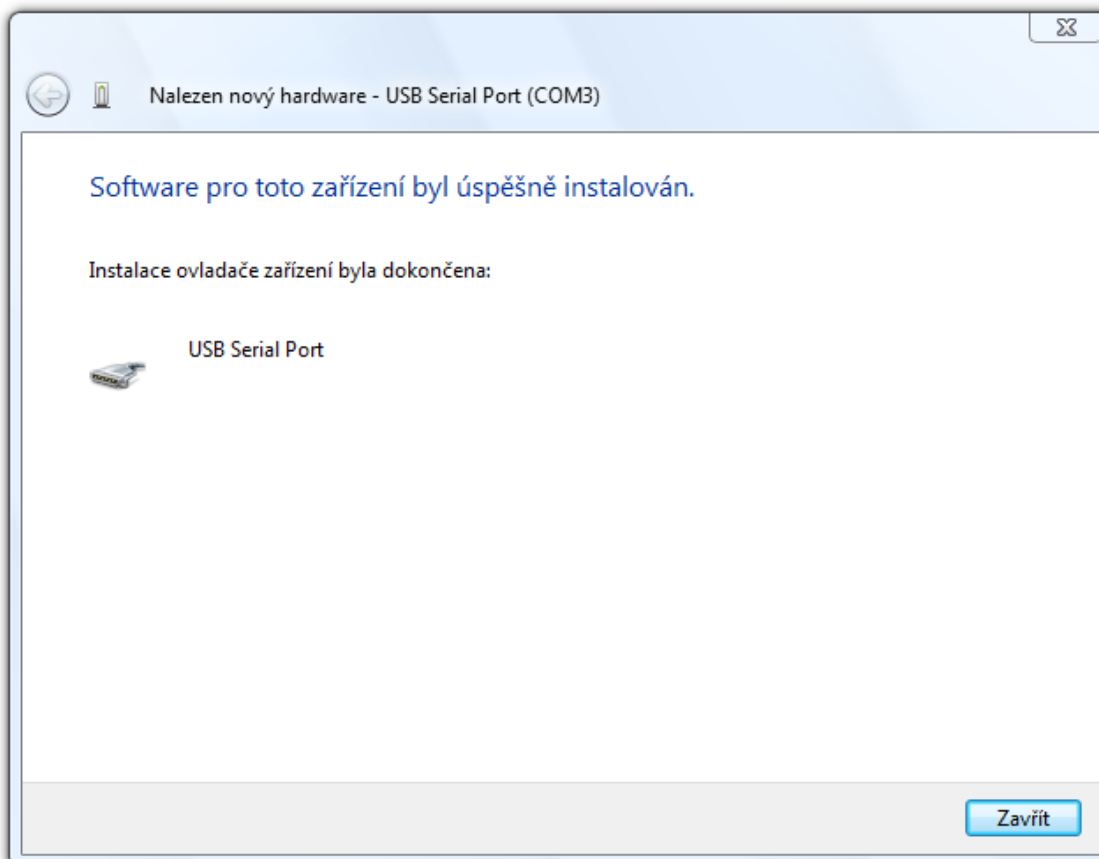 Nalezen nový hardware - USB Serial Port (COM3)
Software pro toto zařízení byl úspěšně instalován.
Instalace ovladače zařízení byla dokončena:
USB Serial Port
Zavřít